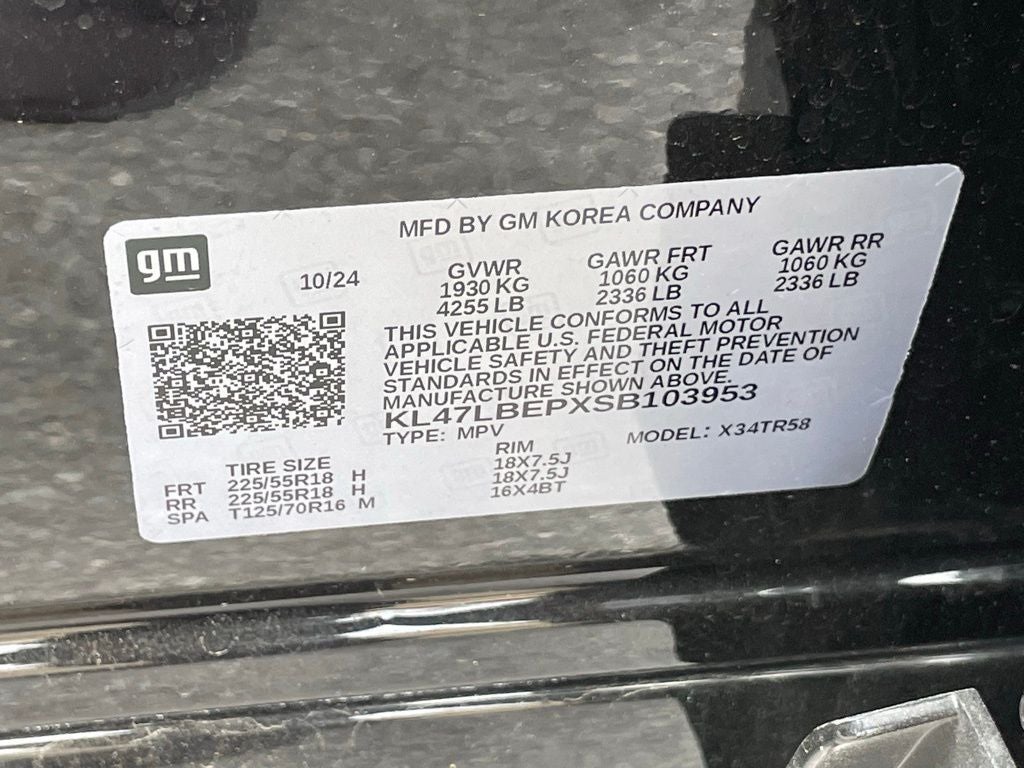 MFD BY GM KOREA COMPANY
gm
10/24
GVWR GAWR FRT GAWR RR
1930 KG 1060 KG 1060 KG
4255 LB 2336 LB 2336 LB
THIS VEHICLE CONFORMS TO ALL
APPLICABLE U.S. FEDERAL MOTOR
VEHICLE SAFETY AND THEFT PREVENTION
STANDARDS IN EFFECT ON THE DATE OF
MANUFACTURE SHOWN ABOVE.
KL47LBEPXSB103953
TYPE: MPV MODEL: X34TR58
TIRE SIZE RIM
FRT 225/55R18 H 18X7.5J
RR 225/55R18 H 18X7.5J
SPA T125/70R16 M 16X4BT